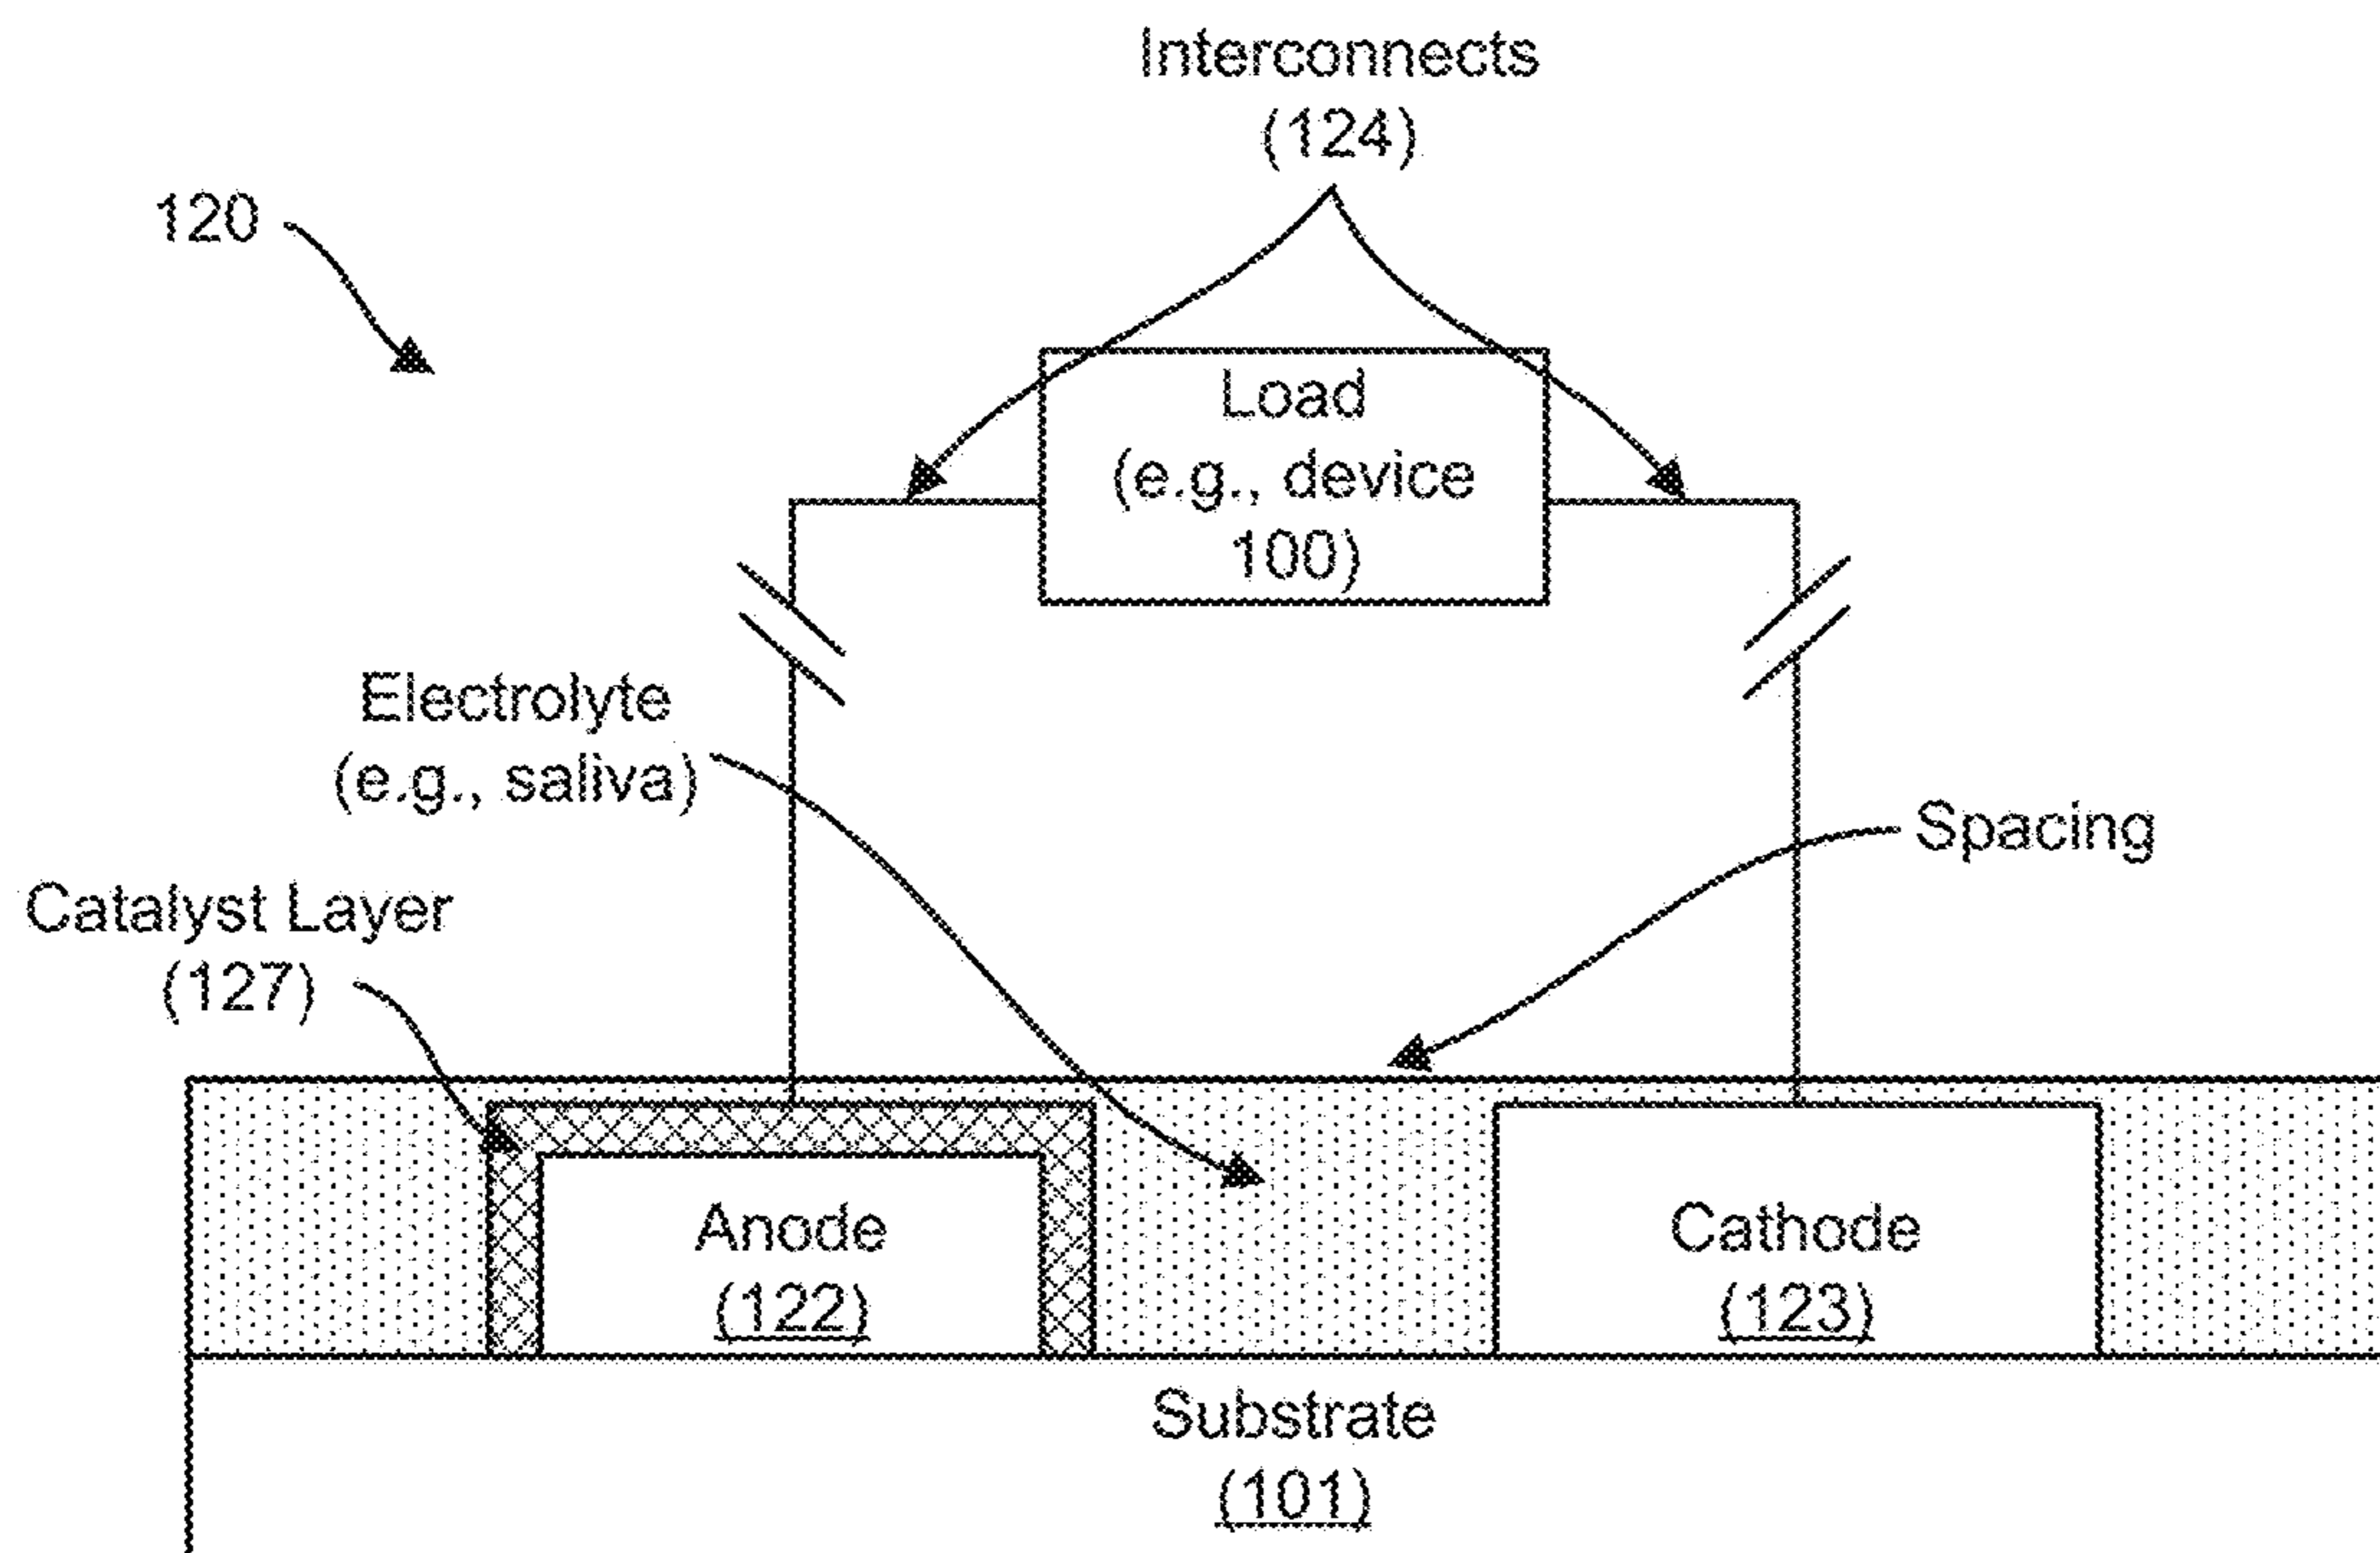 Interconnects
(124)
120
Load
(e.g., device
100)
Electrolyte
(e.g., saliva)
Spacing
Catalyst Layer
(127)
Anode
(122)
Cathode
(123)
Substrate
(101)